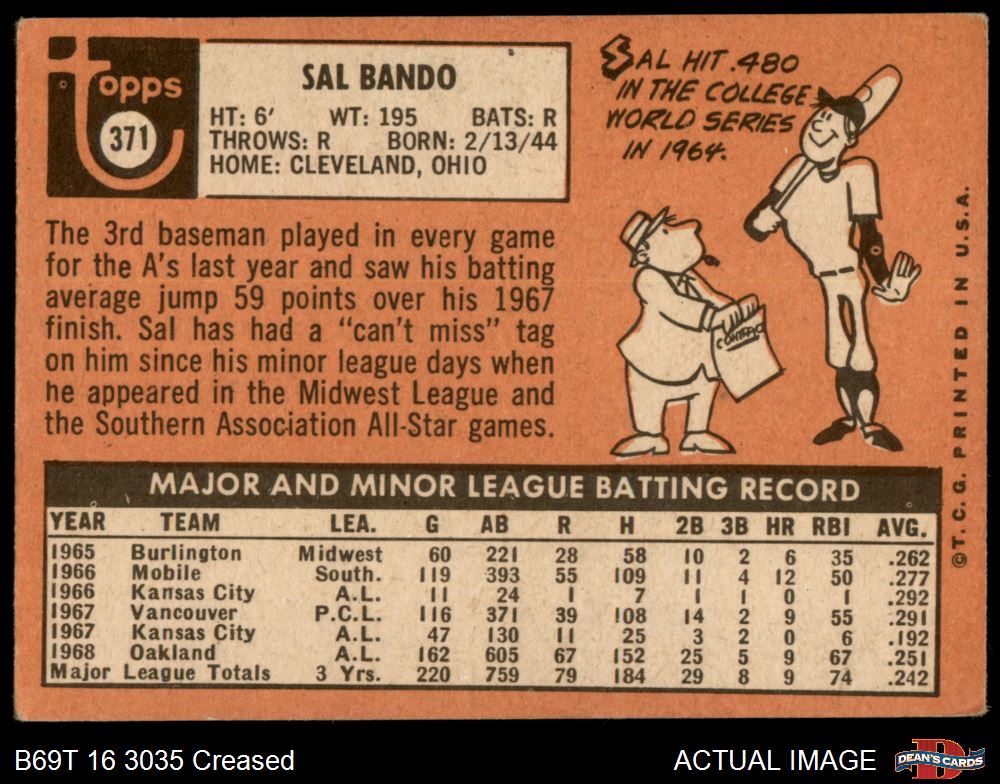 Topps
371
SAL BANDO
HT: 6' WT: 195 BATS: R
THROWS: R BORN: 2/13/44
HOME: CLEVELAND, OHIO
SAL HIT .480
IN THE COLLEGE
WORLD SERIES
IN 1964.
CONTRAC
The 3rd baseman played in every game
for the A's last year and saw his batting
average jump 59 points over his 1967
finish. Sal has had a "can't miss" tag
on him since his minor league days when
he appeared in the Midwest League and
the Southern Association All-Star games.
MAJOR AND MINOR LEAGUE BATTING RECORD
YEAR TEAM LEA. G AB R H 2B 3B HR RBI AVG.
1965 Burlington Midwest 60 221 28 58 10 2 6 35 .262
1966 Mobile South. 119 393 55 109 11 4 12 50 .277
1966 Kansas City A.L. 11 24 1 7 1 1 0 1 .292
1967 Vancouver P.C.L. 116 371 39 108 14 2 9 55 .291
1967 Kansas City A.L. 47 130 11 25 3 2 0 6 .192
1968 Oakland A.L. 162 605 67 152 25 5 9 67 .251
Major League Totals 3 Yrs. 220 759 79 184 29 8 9 74 .242
©T. C. G. PRINTED IN U.S.A.
B69T 16 3035 Creased
ACTUAL IMAGE
D
DEAN'S CARDS